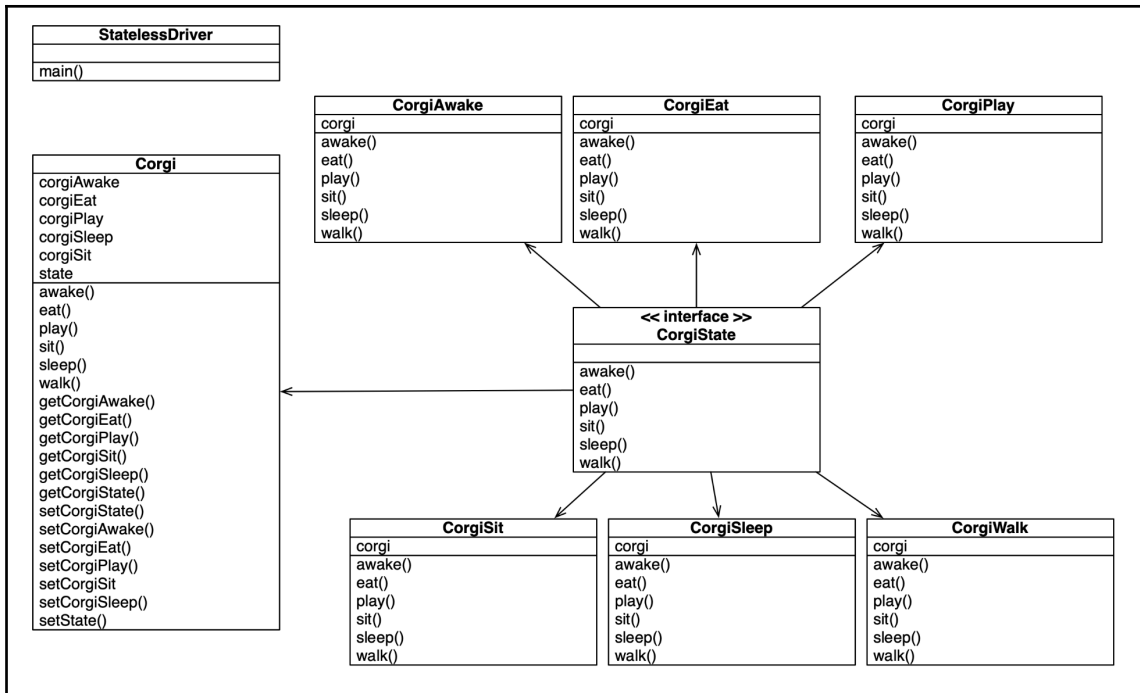 StatelessDriver
main()
Corgi
corgiAwake
corgiEat
corgiPlay
corgiSleep
corgiSit
state
awake()
eat()
play()
sit()
sleep()
walk()
getCorgiAwake()
getCorgiEat()
getCorgiPlay()
getCorgiSit()
getCorgiSleep()
getCorgiState()
setCorgiState()
setCorgiAwake()
setCorgiEat()
setCorgiPlay()
setCorgiSit
setCorgiSleep()
setState()
CorgiAwake
corgi
awake()
eat()
play()
sit()
sleep()
walk()
CorgiEat
corgi
awake()
eat()
play()
sit()
sleep()
walk()
CorgiPlay
corgi
awake()
eat()
play()
sit()
sleep()
walk()
<< interface >>
CorgiState
awake()
eat()
play()
sit()
sleep()
walk()
CorgiSit
corgi
awake()
eat()
play()
sit()
sleep()
walk()
CorgiSleep
corgi
awake()
eat()
play()
sit()
sleep()
walk()
CorgiWalk
corgi
awake()
eat()
play()
sit()
sleep()
walk()